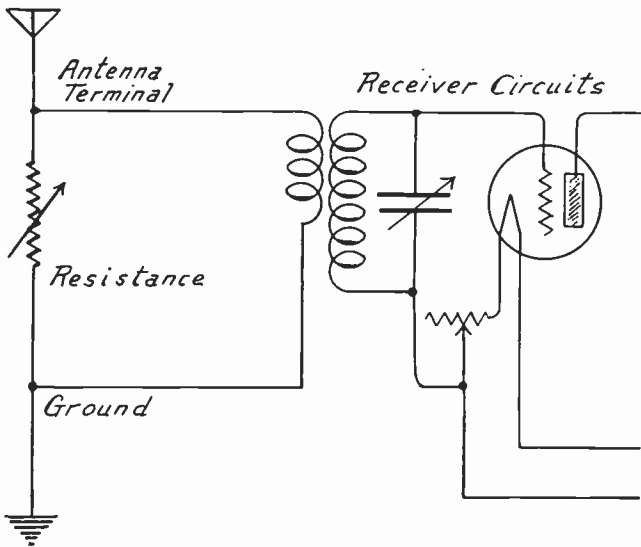 Antenna
Terminal
Receiver Circuits
Resistance
Ground